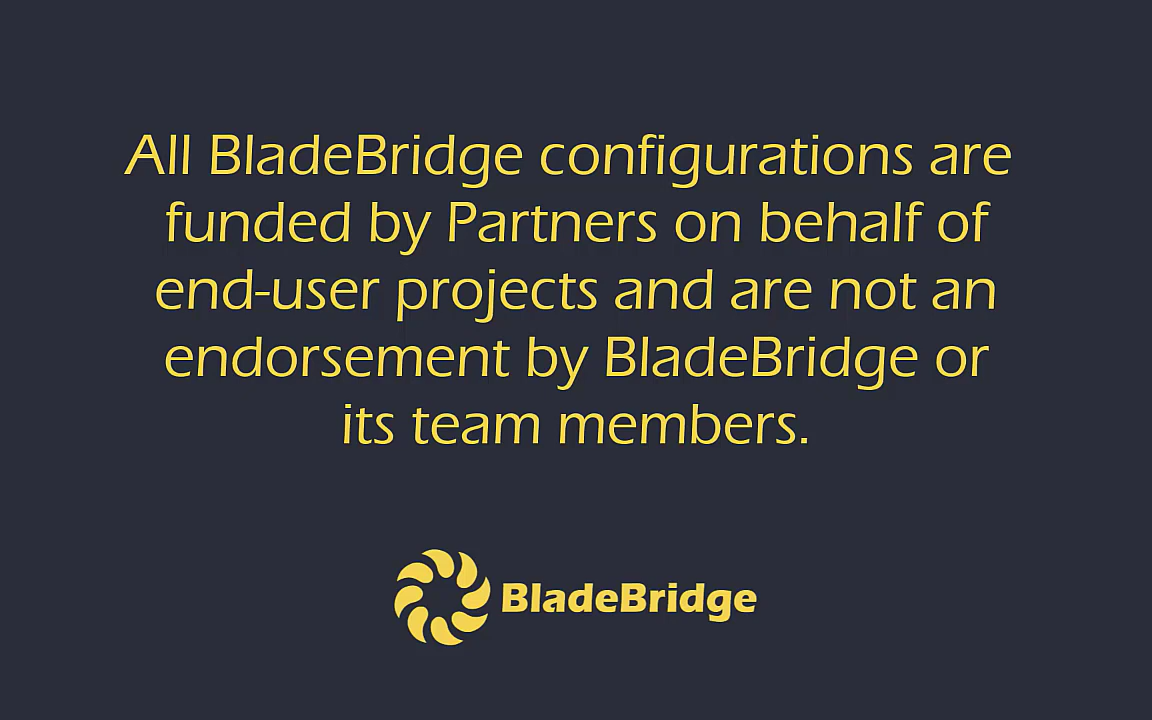 All BladeBridge configurations are
funded by Partners on behalf of
end-user projects and are not an
endorsement by BladeBridge or
its team members.
BladeBridge